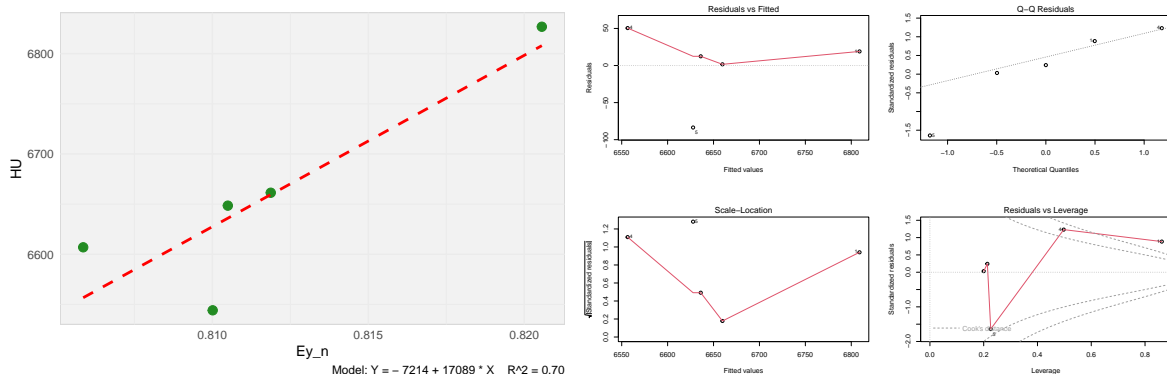 HU
6800
6700
6600
0.810
0.815
0.820
Ey_n
Model: Y = − 7214 + 17089 * X R^2 = 0.70
Residuals vs Fitted
Residuals
50
0
−50
−100
6550 6600 6650 6700 6750 6800
Fitted values
Q−Q Residuals
Standardized residuals
1.5
1.0
0.5
0.0
−0.5
−1.5
−1.0 −0.5 0.0 0.5 1.0
Theoretical Quantiles
Scale−Location
√|Standardized residuals|
1.2
1.0
0.8
0.6
0.4
0.2
0.0
6550 6600 6650 6700 6750 6800
Fitted values
Residuals vs Leverage
Standardized residuals
1.5
1.0
0.5
0.0
−1.0
−2.0
Cook's distance
0.0 0.2 0.4 0.6 0.8
Leverage